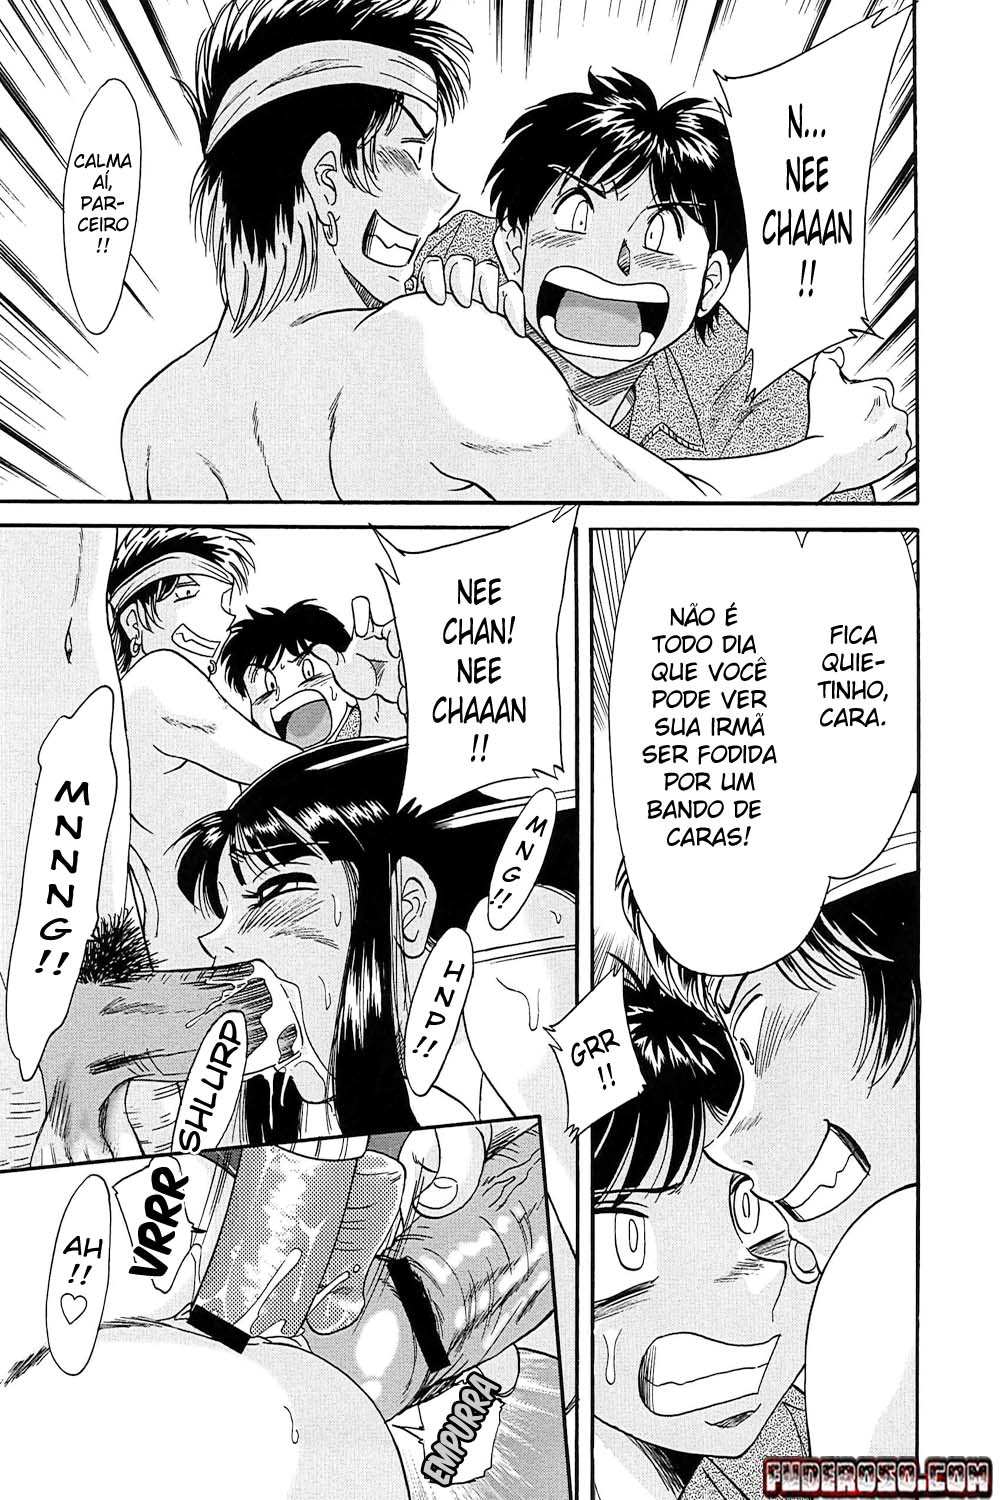 N...
NEE
CHAAAN
!!
CALMA
AÍ,
PAR-
CEIRO
!!
FICA
QUIE-
TINHO,
CARA.
NÃO É
TODO DIA
QUE VOCÊ
PODE VER
SUA IRMÃ
SER FODIDA
POR UM
BANDO DE
CARAS!
GRR
!!
NEE
CHAN!
NEE
CHAAAN
!!
MNG!!
HNP!!
MNNNG!!
SHLURP
VRRR
AH
!!
♡
EMPURRA
FUDEROSO.COM